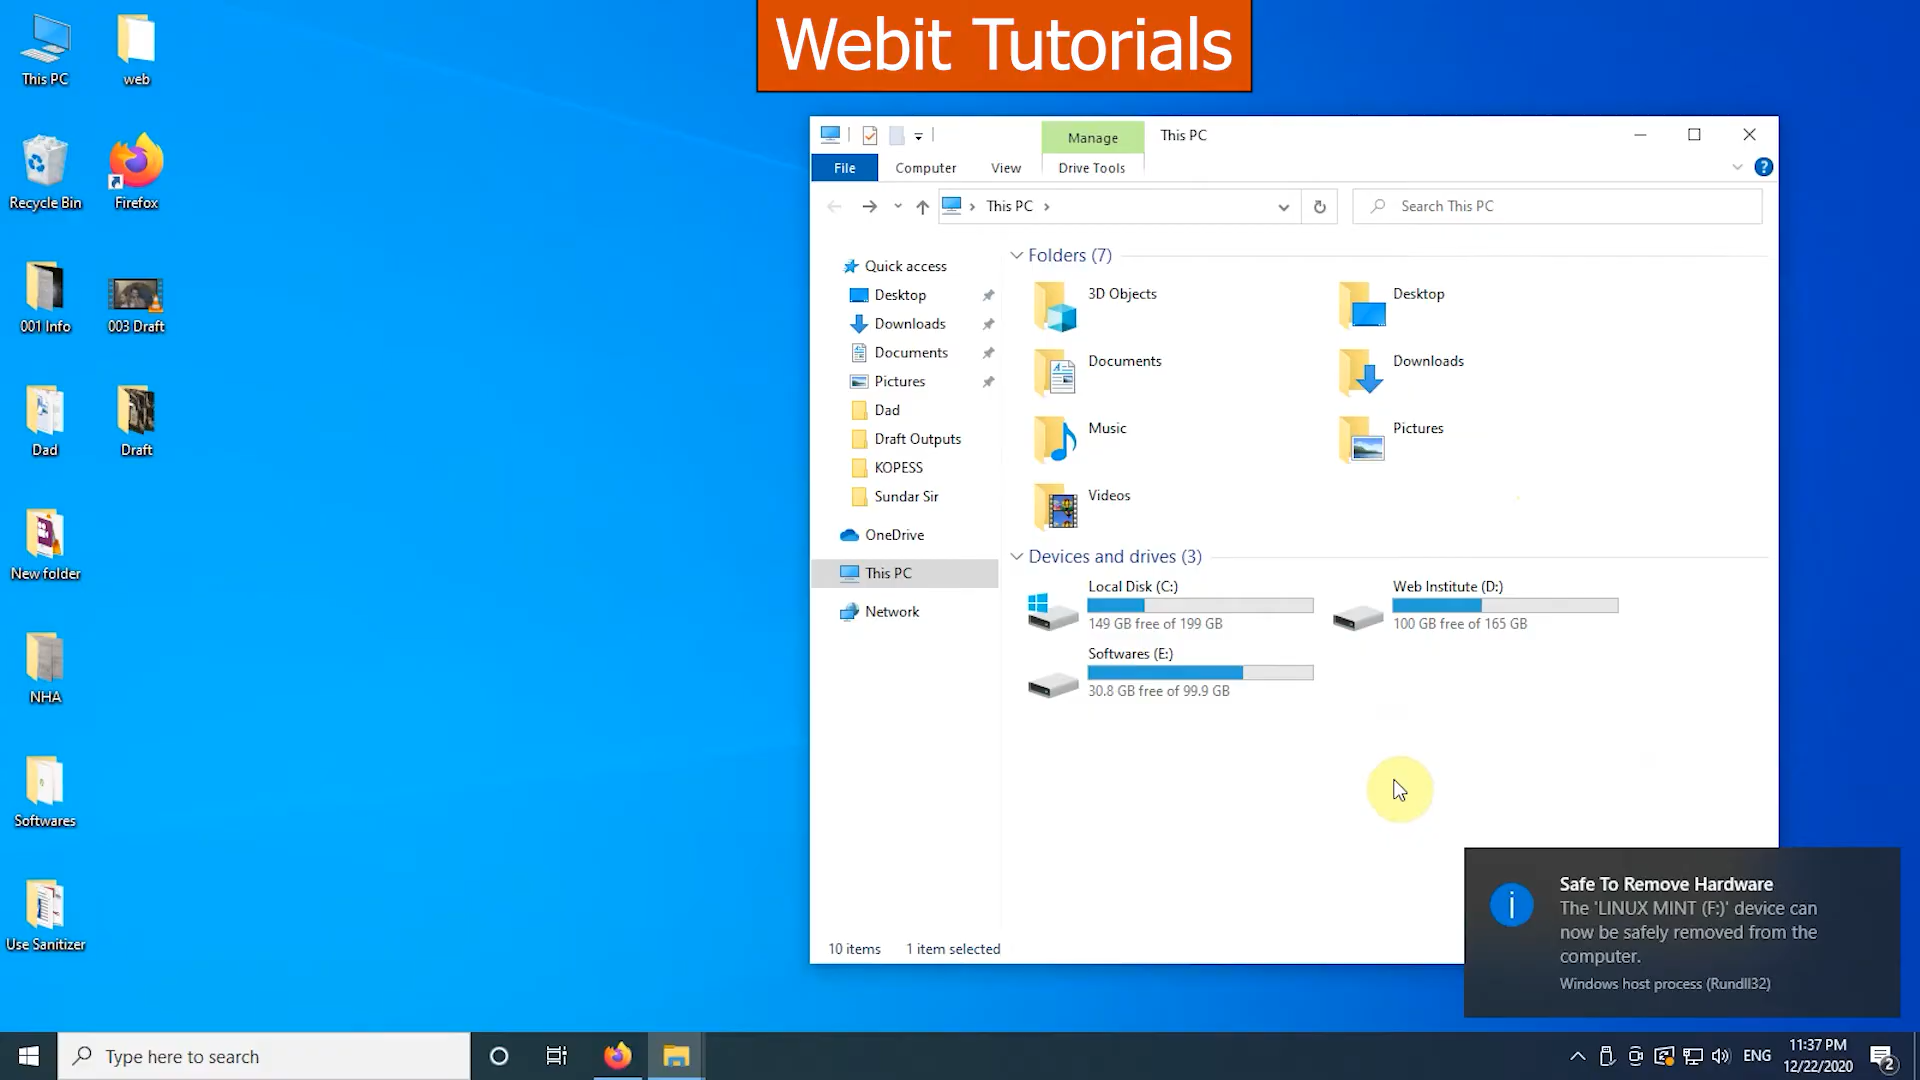 Webit Tutorials
This PC
web
Recycle Bin
Firefox
001 Info
003 Draft
Dad
Draft
New folder
NHA
Softwares
Use Sanitizer
Manage
This PC
File
Computer
View
Drive Tools
This PC
Search This PC
Quick access
Desktop
Downloads
Documents
Pictures
Dad
Draft Outputs
KOPESS
Sundar Sir
OneDrive
This PC
Network
Folders (7)
3D Objects
Desktop
Documents
Downloads
Music
Pictures
Videos
Devices and drives (3)
Local Disk (C:)
149 GB free of 199 GB
Web Institute (D:)
100 GB free of 165 GB
Softwares (E:)
30.8 GB free of 99.9 GB
10 items
1 item selected
Safe To Remove Hardware
The 'LINUX MINT (F:)' device can
now be safely removed from the
computer.
Windows host process (Rundll32)
Type here to search
ENG
11:37 PM
12/22/2020
2